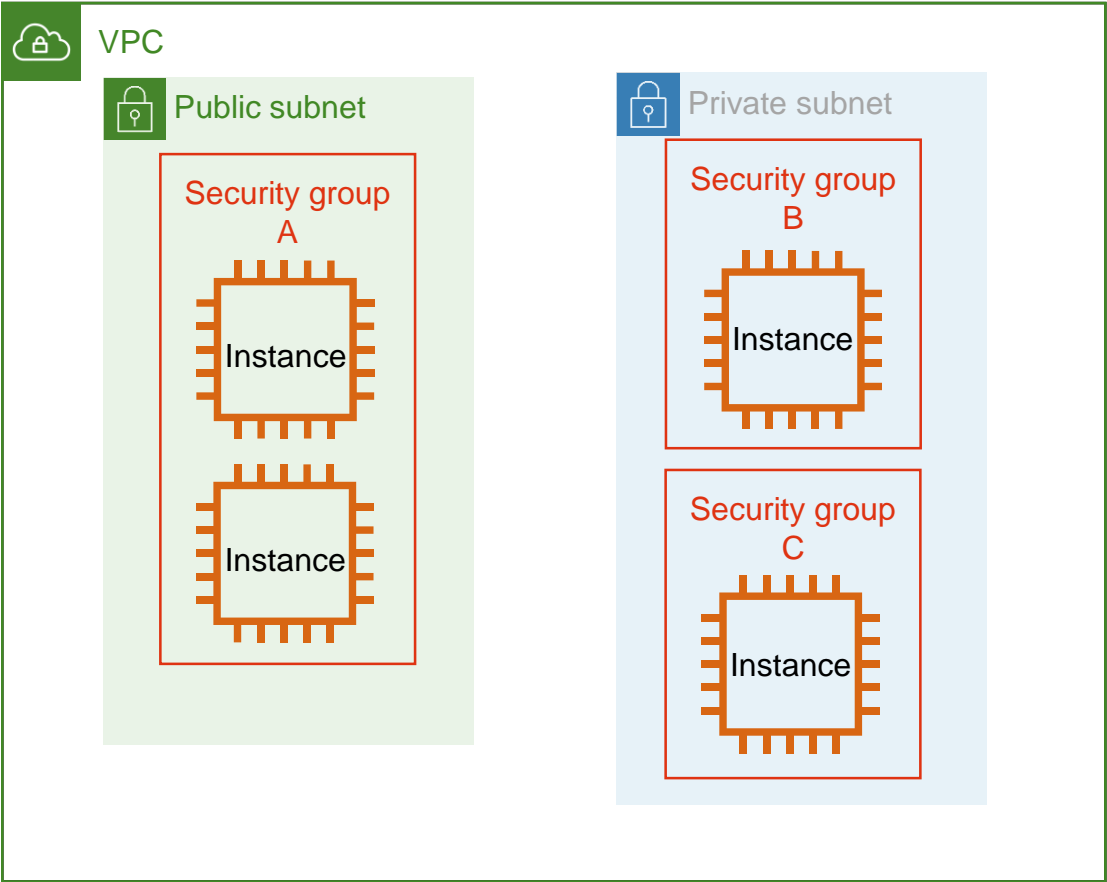 VPC
Public subnet
Security group
A
Instance
Instance
Private subnet
Security group
B
Instance
Security group
C
Instance